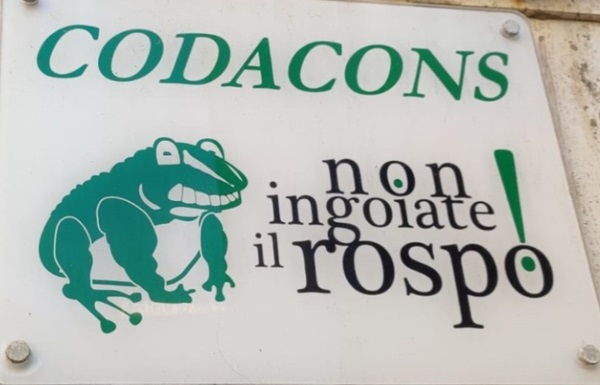 CODACONS
non
ingoiate
il rospo!